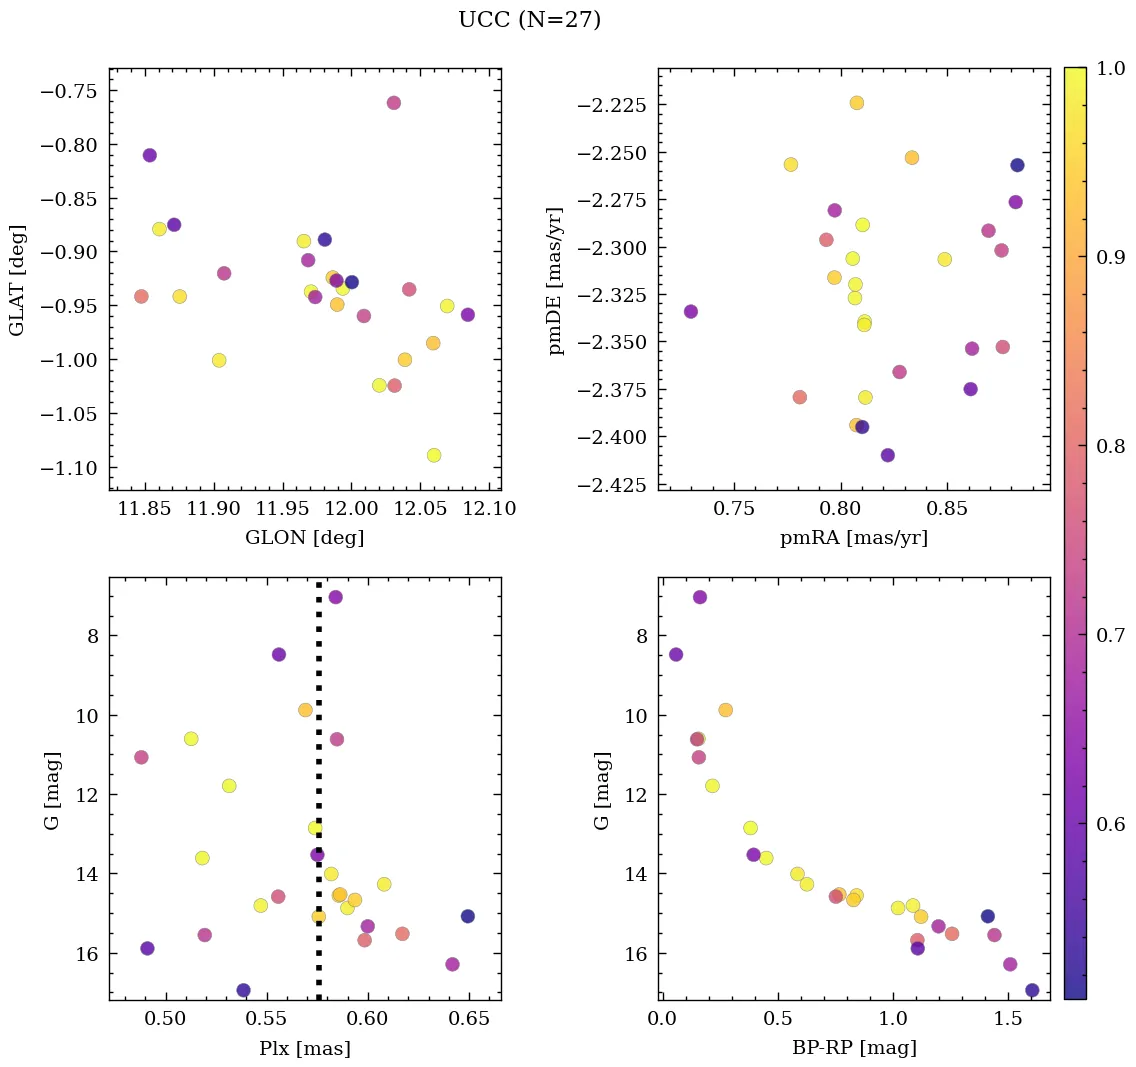 UCC (N=27)
−0.75
−0.80
−0.85
−0.90
−0.95
−1.00
−1.05
−1.10
GLAT [deg]
11.85 11.90 11.95 12.00 12.05 12.10
GLON [deg]
−2.225
−2.250
−2.275
−2.300
−2.325
−2.350
−2.375
−2.400
−2.425
pmDE [mas/yr]
0.75 0.80 0.85
pmRA [mas/yr]
8
10
12
14
16
G [mag]
0.50 0.55 0.60 0.65
Plx [mas]
8
10
12
14
16
G [mag]
0.0 0.5 1.0 1.5
BP-RP [mag]
1.0
0.9
0.8
0.7
0.6